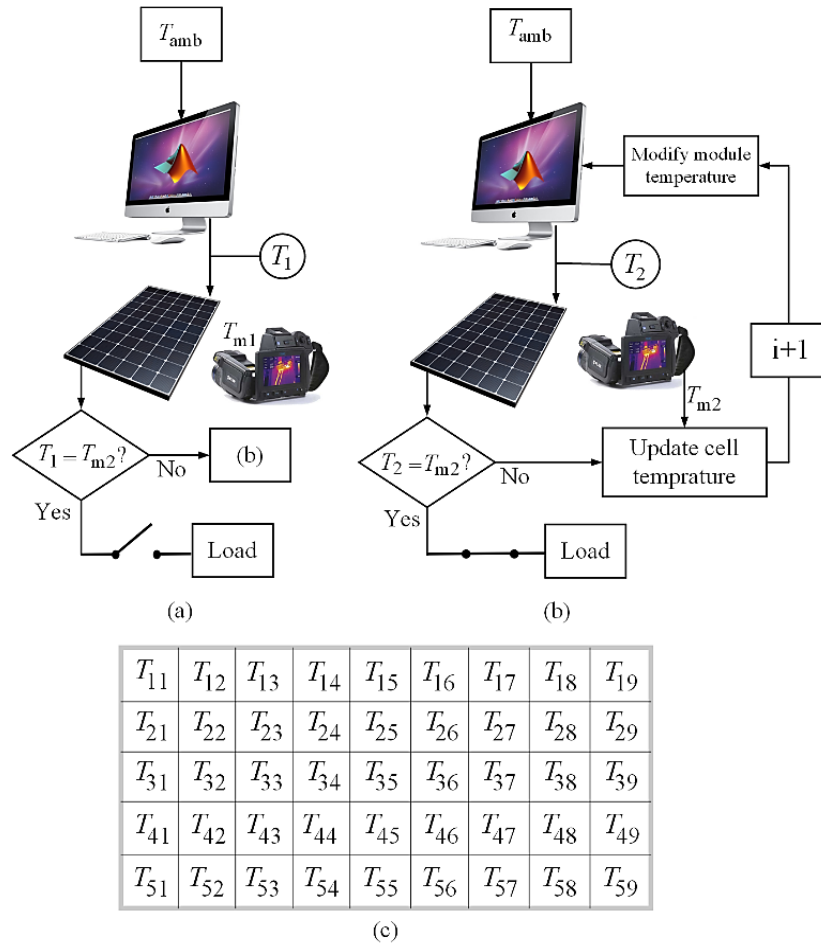 T_amb
T_1
T_m1
T_1 = T_m2?
No
(b)
Yes
Load
(a)
T_amb
Modify module
temperature
T_2
i+1
T_m2
T_2 = T_m2?
No
Update cell
temprature
Yes
Load
(b)
T_11 T_12 T_13 T_14 T_15 T_16 T_17 T_18 T_19
T_21 T_22 T_23 T_24 T_25 T_26 T_27 T_28 T_29
T_31 T_32 T_33 T_34 T_35 T_36 T_37 T_38 T_39
T_41 T_42 T_43 T_44 T_45 T_46 T_47 T_48 T_49
T_51 T_52 T_53 T_54 T_55 T_56 T_57 T_58 T_59
(c)